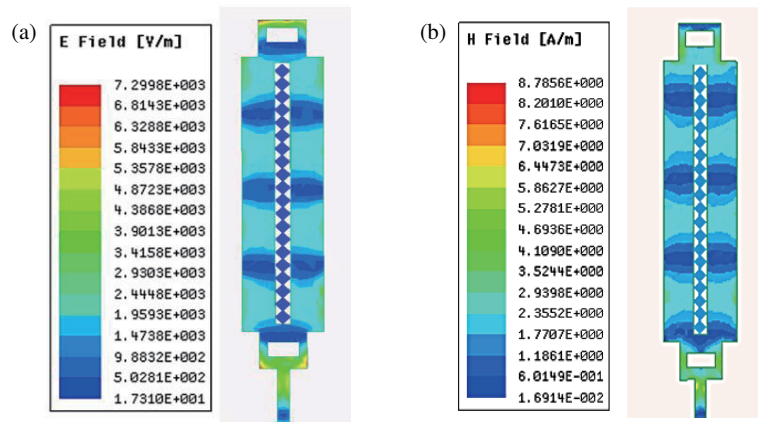 (a)
E Field [V/m]
7.2998E+003
6.8143E+003
6.3288E+003
5.8433E+003
5.3578E+003
4.8723E+003
4.3868E+003
3.9013E+003
3.4158E+003
2.9303E+003
2.4448E+003
1.9593E+003
1.4738E+003
9.8832E+002
5.0281E+002
1.7310E+001
(b)
H Field [A/m]
8.7856E+000
8.2010E+000
7.6165E+000
7.0319E+000
6.4473E+000
5.8627E+000
5.2781E+000
4.6936E+000
4.1090E+000
3.5244E+000
2.9398E+000
2.3552E+000
1.7707E+000
1.1861E+000
6.0149E-001
1.6914E-002